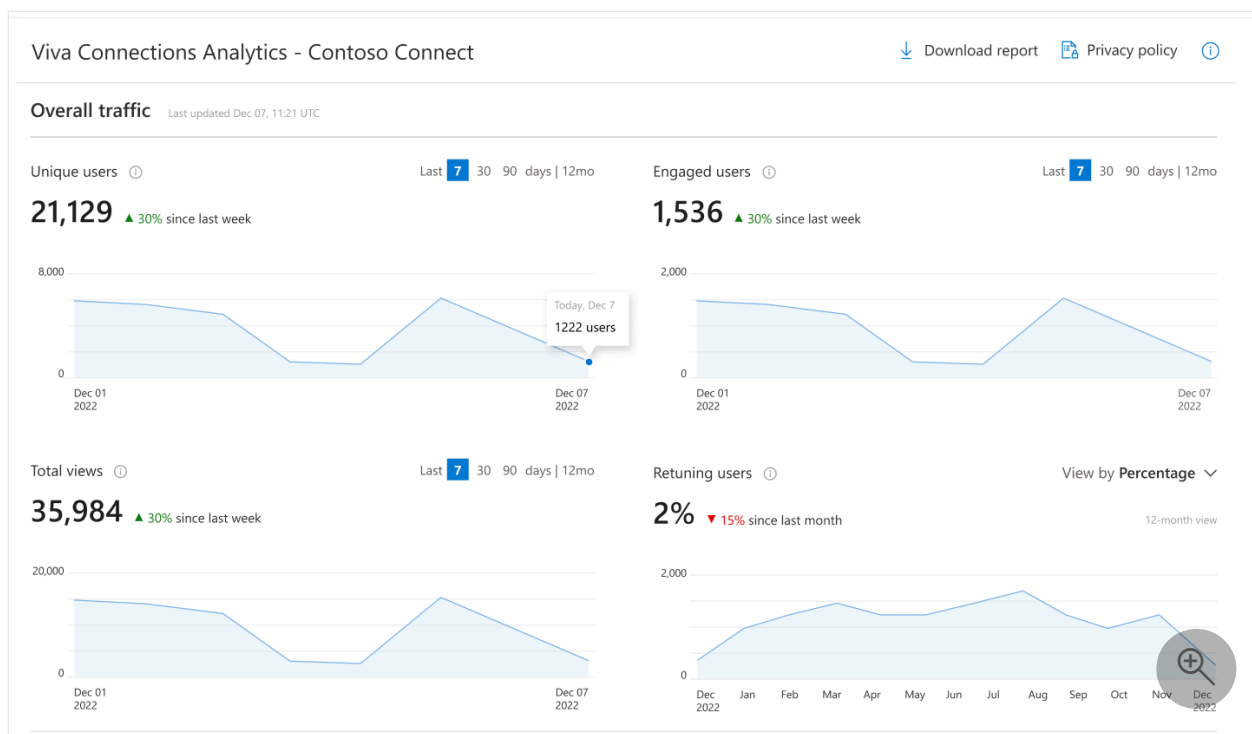 Viva Connections Analytics - Contoso Connect
Download report
Privacy policy
Overall traffic
Last updated Dec 07, 11:21 UTC
Unique users
Last 7 30 90 days | 12mo
21,129
30% since last week
8,000
0
Today, Dec 7
1222 users
Dec 01
2022
Dec 07
2022
Engaged users
Last 7 30 90 days | 12mo
1,536
30% since last week
2,000
0
Dec 01
2022
Dec 07
2022
Total views
Last 7 30 90 days | 12mo
35,984
30% since last week
20,000
0
Dec 01
2022
Dec 07
2022
Retuning users
View by Percentage
2%
15% since last month
12-month view
2,000
0
Dec Jan Feb Mar Apr May Jun Jul Aug Sep Oct Nov Dec
2022 2022